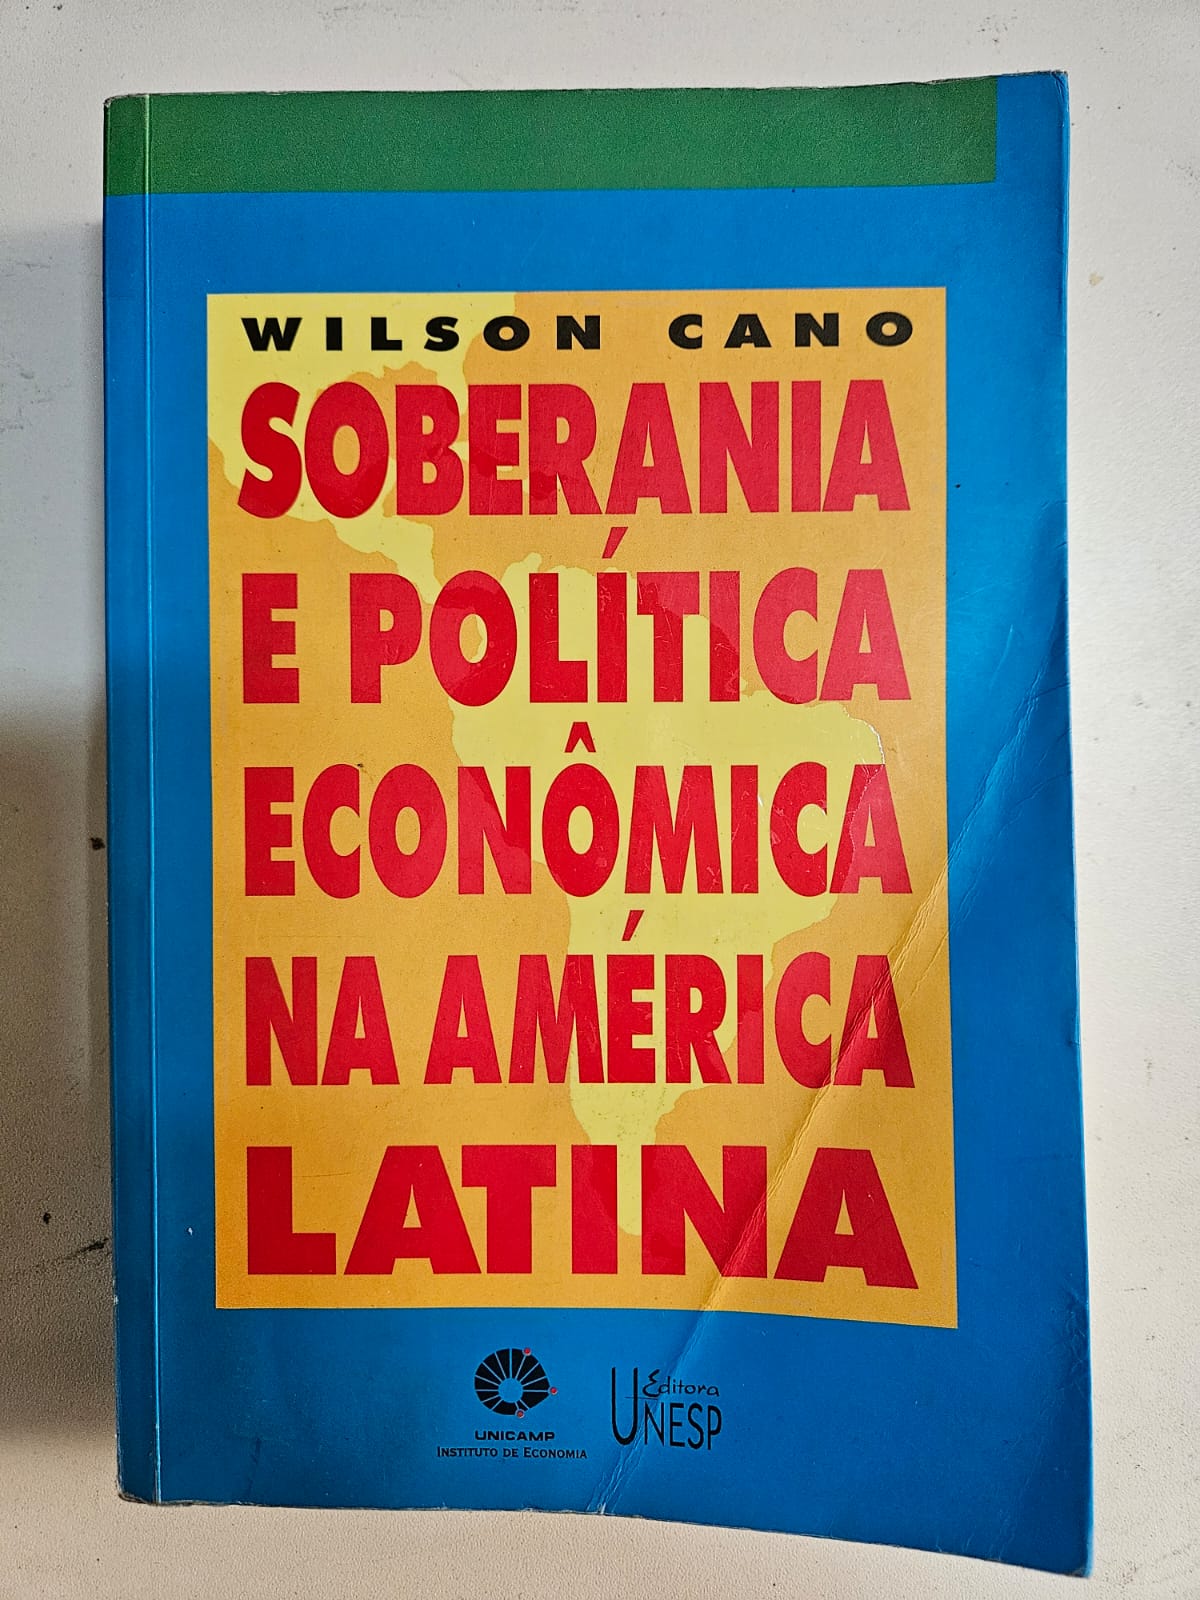 WILSON CANO
SOBERANIA
E POLÍTICA
ECONÔMICA
NA AMÉRICA
LATINA
UNICAMP
INSTITUTO DE ECONOMIA
Editora
UNESP